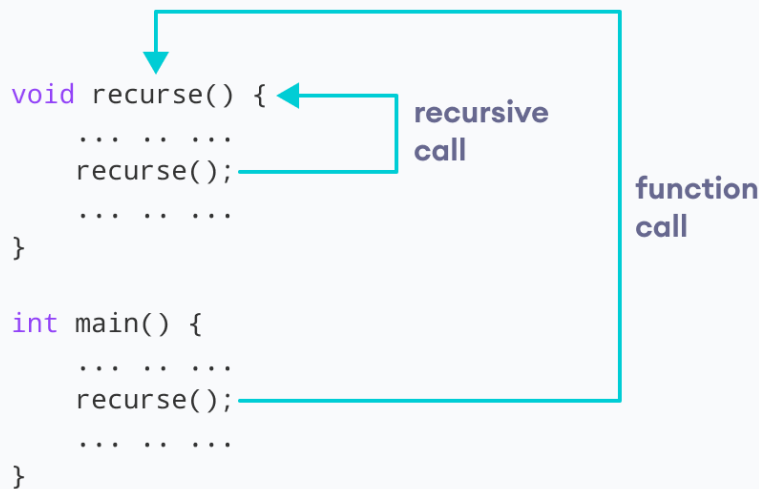 void recurse() {
... .. ...
recurse();
... .. ...
}
recursive
call
function
call
int main() {
... .. ...
recurse();
... .. ...
}